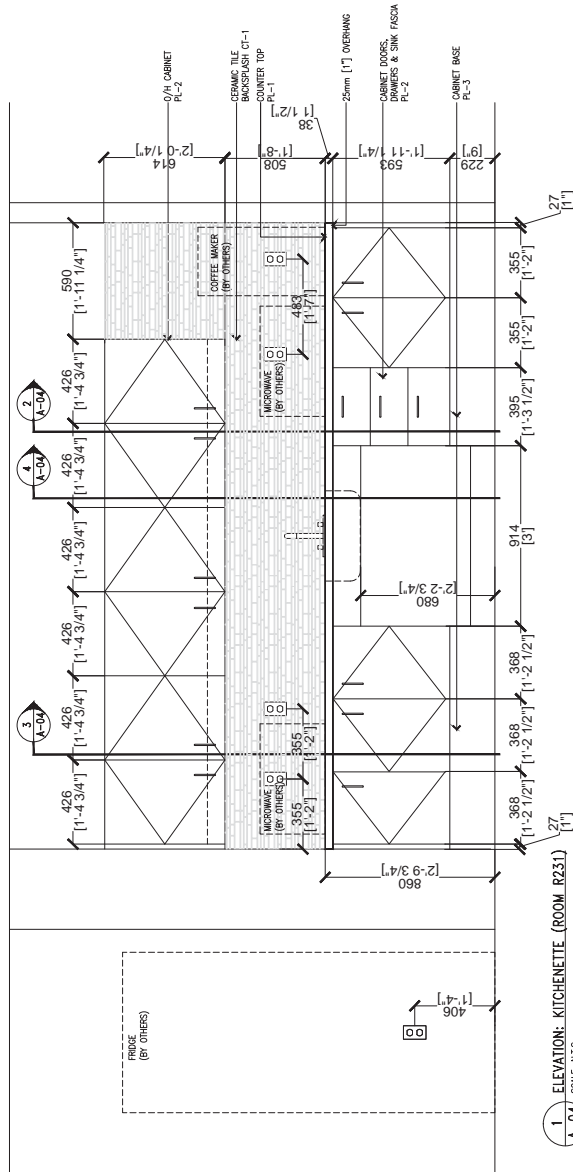 3
A-04
4
A-04
2
A-04
426
[1'-4 3/4"]
426
[1'-4 3/4"]
426
[1'-4 3/4"]
426
[1'-4 3/4"]
426
[1'-4 3/4"]
426
[1'-4 3/4"]
590
[1'-11 1/4"]
614
[2'-0 1/4"]
508
[1'-8"]
38
[1 1/2"]
593
[1'-11 1/4"]
229
[9"]
O/H CABINET
PL-2
CERAMIC TILE
BACKSPLASH CT-1
COUNTER TOP
PL-1
25mm [1"] OVERHANG
CABINET DOORS,
DRAWERS & SINK FASCIA
PL-2
CABINET BASE
PL-3
FRIDGE
(BY OTHERS)
406
[1'-4"]
MICROWAVE
(BY OTHERS)
355
[1'-2"]
355
[1'-2"]
MICROWAVE
(BY OTHERS)
COFFEE MAKER
(BY OTHERS)
483
[1'-7"]
860
[2'-9 3/4"]
680
[2'-2 3/4"]
27
[1"]
368
[1'-2 1/2"]
368
[1'-2 1/2"]
368
[1'-2 1/2"]
914
[3']
395
[1'-3 1/2"]
355
[1'-2"]
355
[1'-2"]
27
[1"]
1
A-04
ELEVATION: KITCHENETTE (ROOM R231)